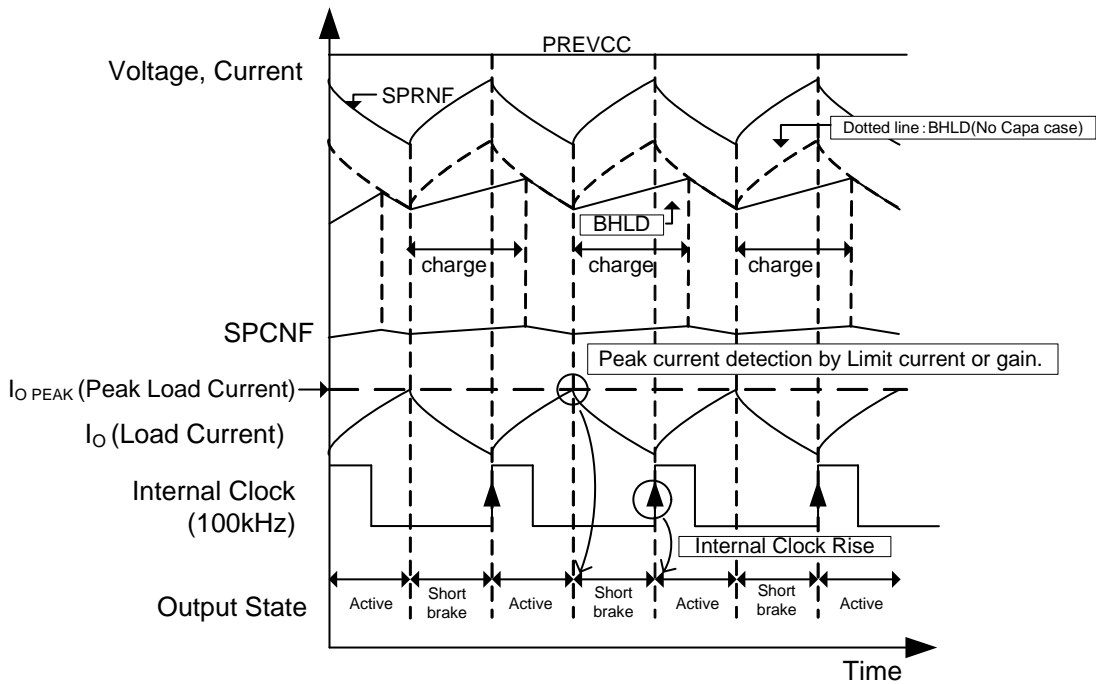 PREVCC
Voltage, Current
SPRNF
Dotted line : BHLD(No Capa case)
BHLD
charge
charge
charge
SPCNF
Peak current detection by Limit current or gain.
IO PEAK (Peak Load Current)
IO (Load Current)
Internal Clock
(100kHz)
Internal Clock Rise
Output State
Active
Short
brake
Active
Short
brake
Active
Short
brake
Active
Time